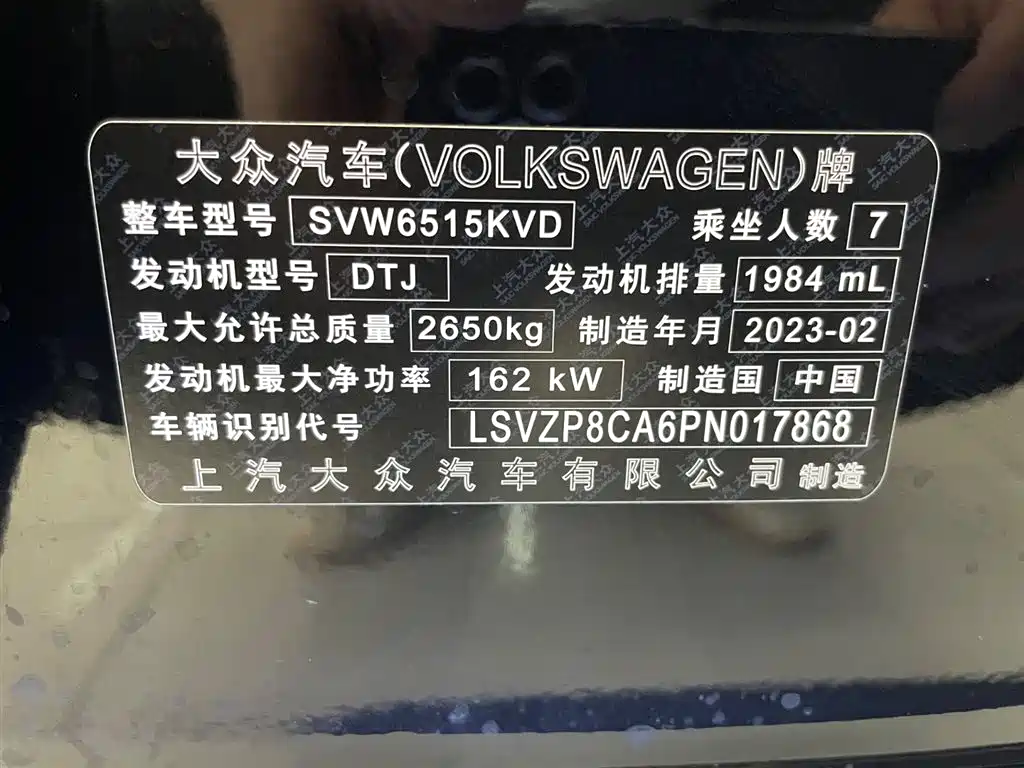 大众汽车(VOLKSWAGEN)牌
整车型号 SVW6515KVD 乘坐人数 7
发动机型号 DTJ 发动机排量 1984 mL
最大允许总质量 2650kg 制造年月 2023-02
发动机最大净功率 162 kW 制造国 中国
车辆识别代号 LSVZP8CA6PN017868
上汽大众汽车有限公司 制造